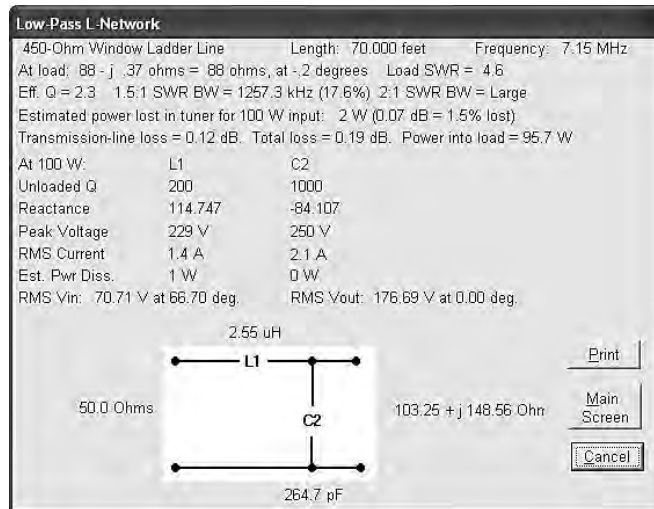 Low-Pass L-Network
450-Ohm Window Ladder Line Length: 70.000 feet Frequency: 7.15 MHz
At load: 88 - j .37 ohms = 88 ohms, at -.2 degrees Load SWR = 4.6
Eff. Q = 2.3 1.5:1 SWR BW = 1257.3 kHz (17.6%) 2:1 SWR BW = Large
Estimated power lost in tuner for 100 W input: 2 W (0.07 dB = 1.5% lost)
Transmission-line loss = 0.12 dB. Total loss = 0.19 dB. Power into load = 95.7 W
At 100 W: L1 C2
Unloaded Q 200 1000
Reactance 114.747 -84.107
Peak Voltage 229 V 250 V
RMS Current 1.4 A 2.1 A
Est. Pwr Diss. 1 W 0 W
RMS Vin: 70.71 V at 66.70 deg. RMS Vout: 176.69 V at 0.00 deg.
2.55 uH
L1
Print
50.0 Ohms
C2
103.25 + j 148.56 Ohn
Main
Screen
Cancel
264.7 pF